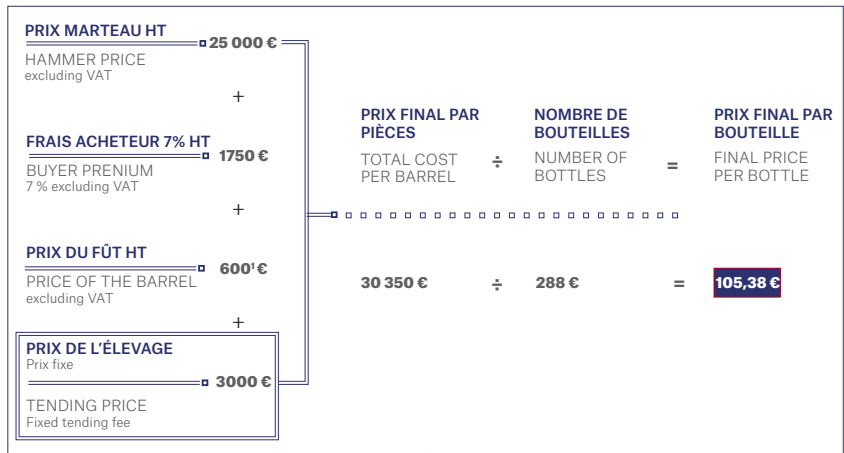 PRIX MARTEAU HT
25 000 €
HAMMER PRICE
excluding VAT
+
FRAIS ACHETEUR 7% HT
1750 €
BUYER PRENIUM
7 % excluding VAT
+
PRIX DU FÛT HT
600¹ €
PRICE OF THE BARREL
excluding VAT
+
PRIX DE L’ÉLEVAGE
Prix fixe
3000 €
TENDING PRICE
Fixed tending fee
PRIX FINAL PAR
PIÈCES
TOTAL COST
PER BARREL
÷
NOMBRE DE
BOUTEILLES
NUMBER OF
BOTTLES
=
PRIX FINAL PAR
BOUTEILLE
FINAL PRICE
PER BOTTLE
30 350 € ÷ 288 € = 105,38 €